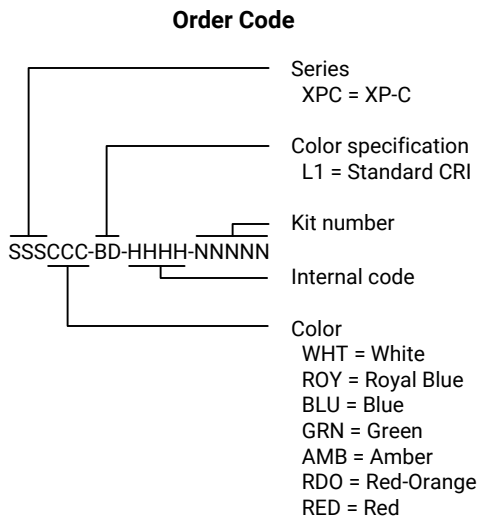 Order Code
Series
XPC = XP-C
Color specification
L1 = Standard CRI
Kit number
SSSCCC-BD-HHHH-NNNNN
Internal code
Color
WHT = White
ROY = Royal Blue
BLU = Blue
GRN = Green
AMB = Amber
RDO = Red-Orange
RED = Red